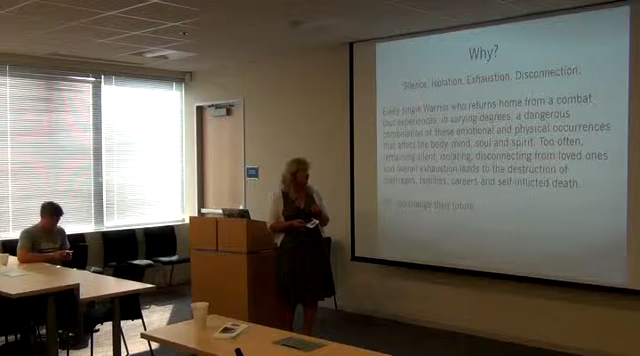 Why?
Silence. Isolation. Exhaustion. Disconnection.
Every single Warrior who returns home from a combat
tour experiences, in varying degrees, a dangerous
combination of these emotional and physical occurrences
that affect the body, mind, soul and spirit. Too often,
remaining silent, isolating, disconnecting from loved ones
and overall exhaustion leads to the destruction of
marriages, families, careers and self-inflicted death.
change their future